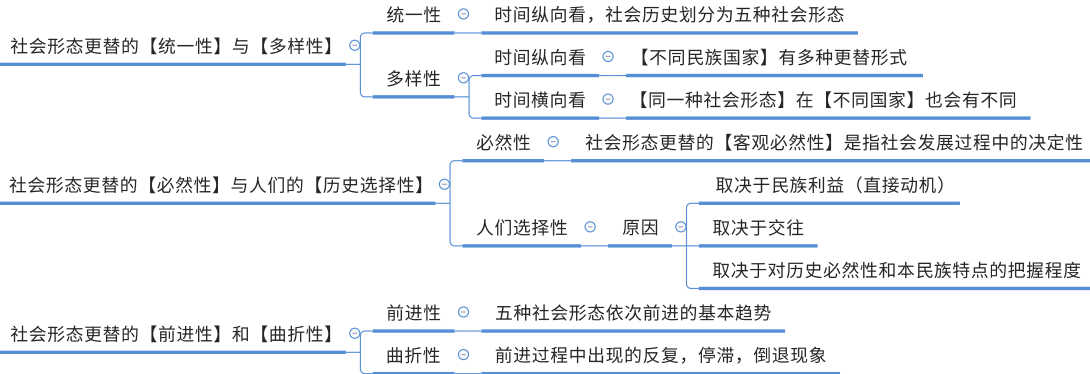 社会形态更替的【统一性】与【多样性】
统一性
时间纵向看，社会历史划分为五种社会形态
多样性
时间纵向看
【不同民族国家】有多种更替形式
时间横向看
【同一种社会形态】在【不同国家】也会有不同
社会形态更替的【必然性】与人们的【历史选择性】
必然性
社会形态更替的【客观必然性】是指社会发展过程中的决定性
人们选择性
原因
取决于民族利益（直接动机）
取决于交往
取决于对历史必然性和本民族特点的把握程度
社会形态更替的【前进性】和【曲折性】
前进性
五种社会形态依次前进的基本趋势
曲折性
前进过程中出现的反复，停滞，倒退现象